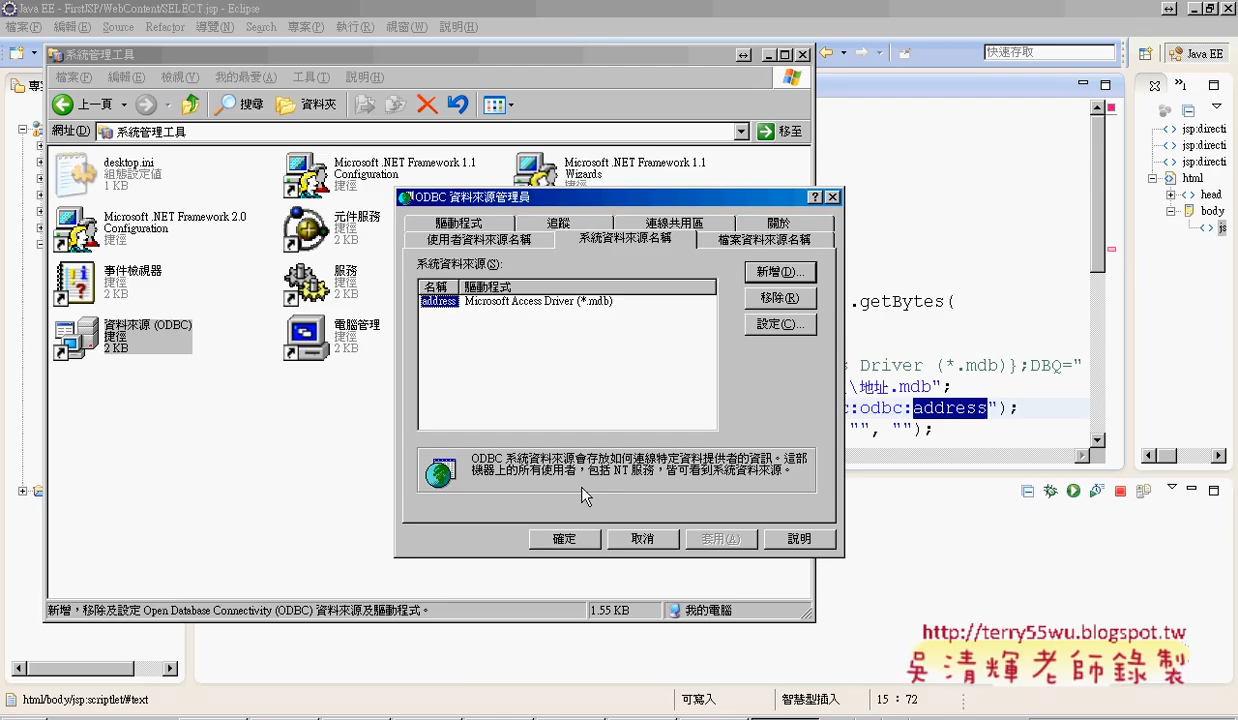 Java EE - FirstJSP/WebContent/SELECT.jsp - Eclipse
檔案(F) 編輯(E) Source Refactor 導覽(N) Search 專案(P) 執行(R) 視窗(W) 說明(H)
快速存取
Java EE
系統管理工具
檔案(F) 編輯(E) 檢視(V) 我的最愛(A) 工具(T) 說明(H)
上一頁 搜尋 資料夾
網址(D) 系統管理工具 移至
desktop.ini
組態設定值
1 KB
Microsoft .NET Framework 1.1
Configuration
捷徑
Microsoft .NET Framework 1.1
Wizards
捷徑
Microsoft .NET Framework 2.0
Configuration
捷徑
元件服務
捷徑
2 KB
事件檢視器
捷徑
2 KB
服務
捷徑
2 KB
資料來源 (ODBC)
捷徑
2 KB
電腦管理
捷徑
2 KB
新增，移除及設定 Open Database Connectivity (ODBC) 資料來源及驅動程式。
1.55 KB
我的電腦
ODBC 資料來源管理員
驅動程式 追蹤 連線共用區 關於
使用者資料來源名稱 系統資料來源名稱 檔案資料來源名稱
系統資料來源(S):
名稱 驅動程式
address Microsoft Access Driver (*.mdb)
新增(D)...
移除(R)
設定(C)...
ODBC 系統資料來源會存放如何連線特定資料提供者的資訊。這部
機器上的所有使用者，包括 NT 服務，皆可看到系統資料來源。
確定 取消 套用(A) 說明
.getBytes(
s Driver (*.mdb)};DBQ="
\地址.mdb";
c:odbc:address");
"", "");
jsp:directi
jsp:directi
jsp:directi
html
head
body
js
http://terry55wu.blogspot.tw
吳清輝老師錄製
html/body/jsp:scriptlet/#text
可寫入
智慧型插入
15 : 72